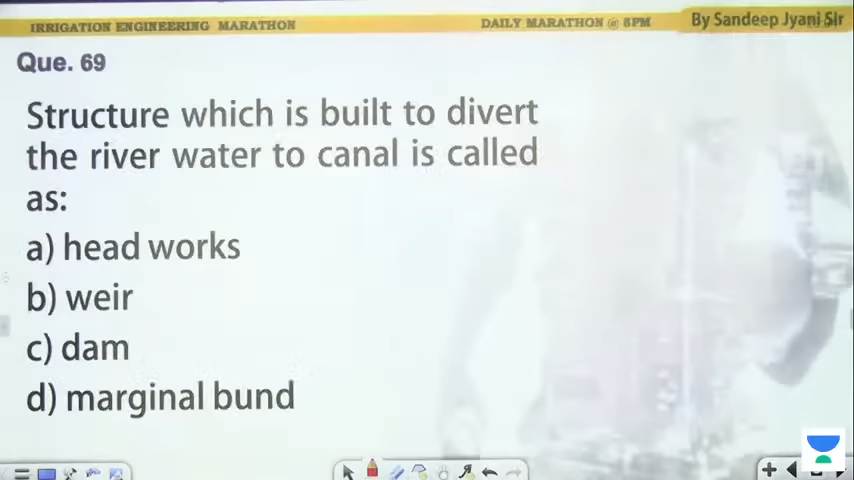 IRRIGATION ENGINEERING MARATHON
DAILY MARATHON @ 8PM
By Sandeep Jyani Sir
Que. 69
Structure which is built to divert
the river water to canal is called
as:
a) head works
b) weir
c) dam
d) marginal bund